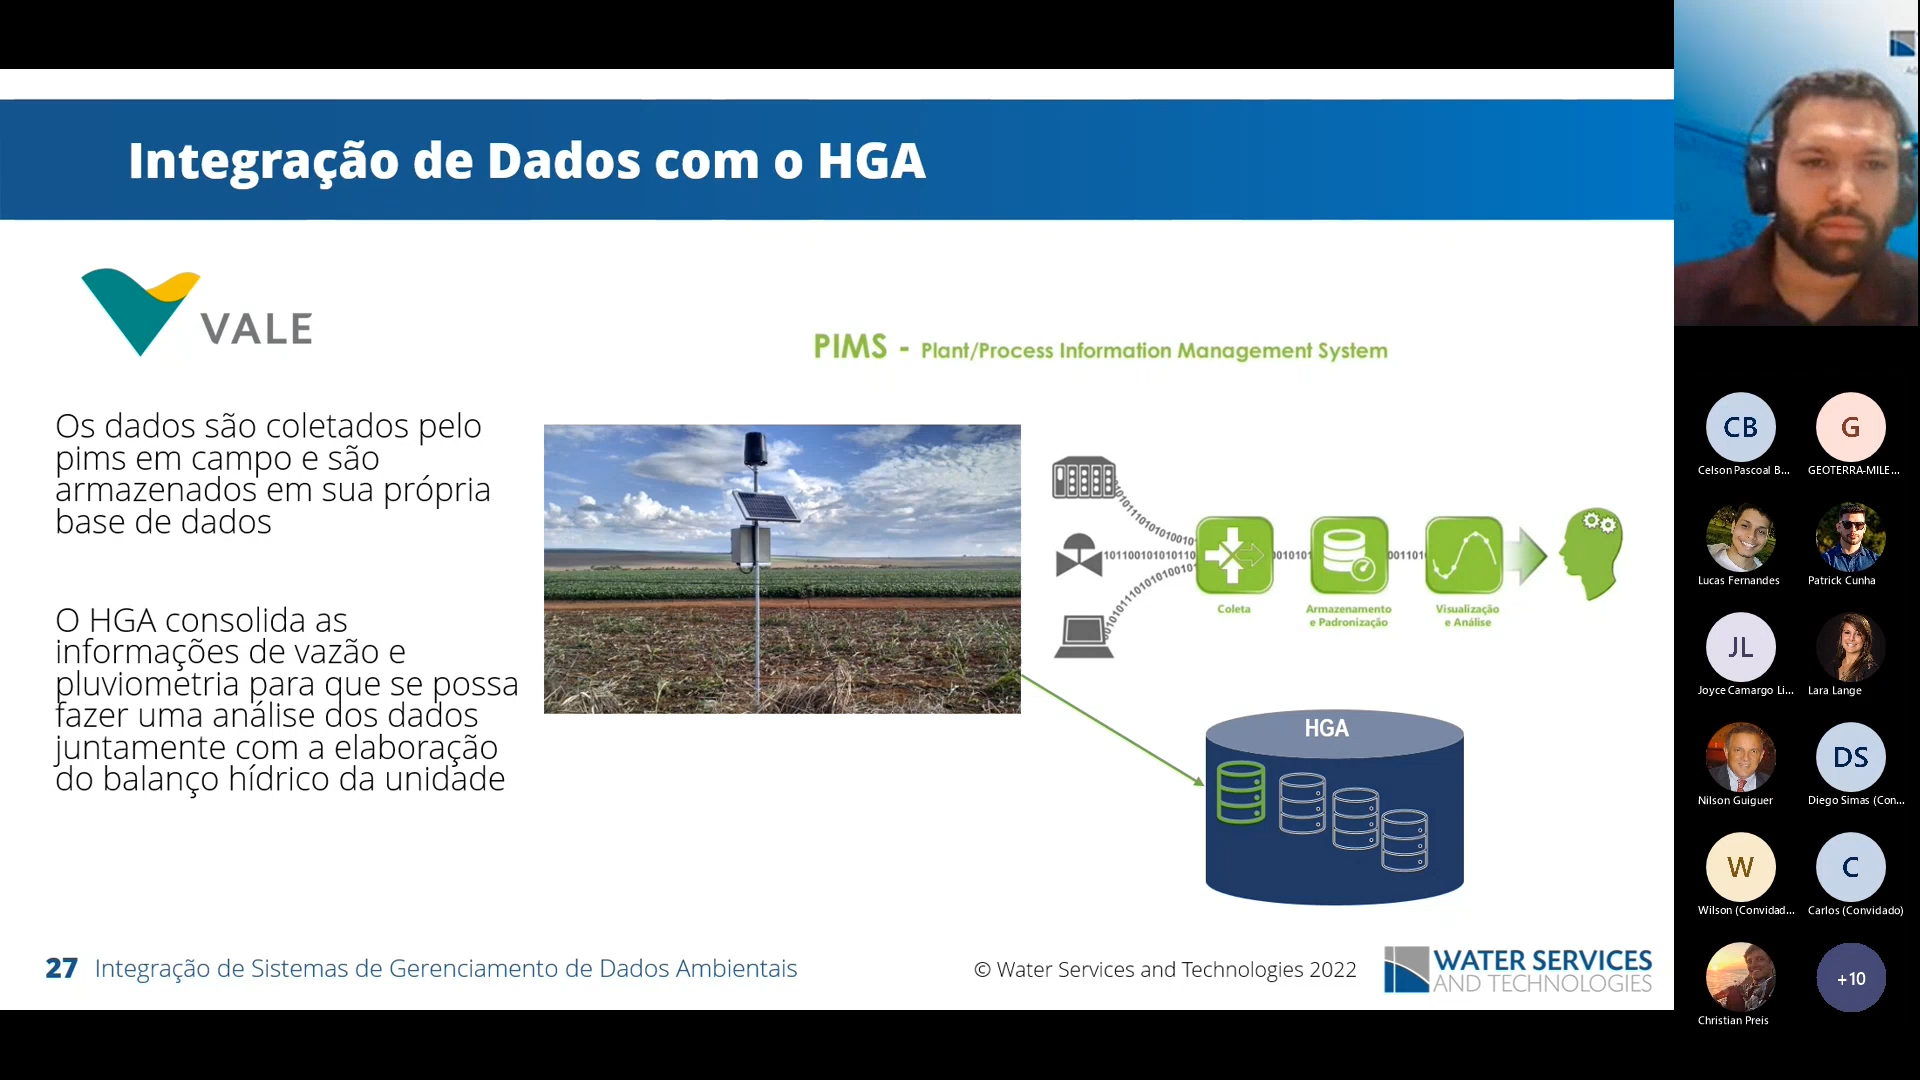 Integração de Dados com o HGA
VALE
PIMS - Plant/Process Information Management System
Os dados são coletados pelo
pims em campo e são
armazenados em sua própria
base de dados
O HGA consolida as
informações de vazão e
pluviometria para que se possa
fazer uma análise dos dados
juntamente com a elaboração
do balanço hídrico da unidade
Coleta
Armazenamento
e Padronização
Visualização
e Análise
HGA
27 Integração de Sistemas de Gerenciamento de Dados Ambientais
© Water Services and Technologies 2022
WATER SERVICES
AND TECHNOLOGIES
CB
G
Celson Pascoal B...
GEOTERRA-MILE...
Lucas Fernandes
Patrick Cunha
JL
Joyce Camargo Li...
Lara Lange
DS
Nilson Guiguer
Diego Simas (Con...
W
C
Wilson (Convidad...
Carlos (Convidado)
+10
Christian Preis